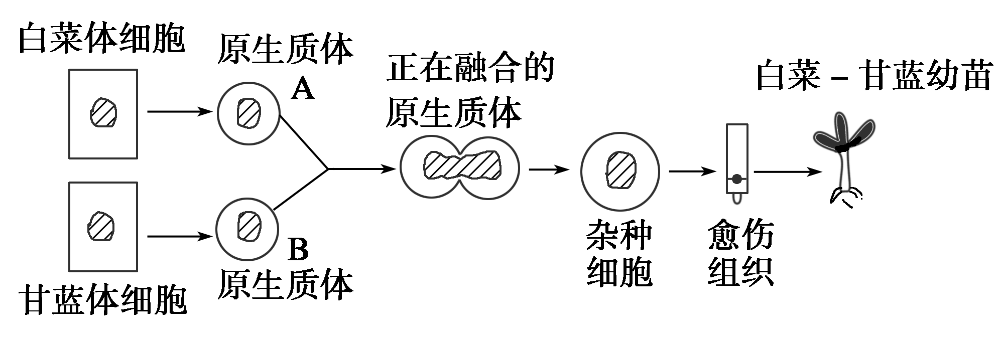 白菜体细胞
原生质体
A
正在融合的
原生质体
白菜－甘蓝幼苗
甘蓝体细胞
B
原生质体
杂种
细胞
愈伤
组织